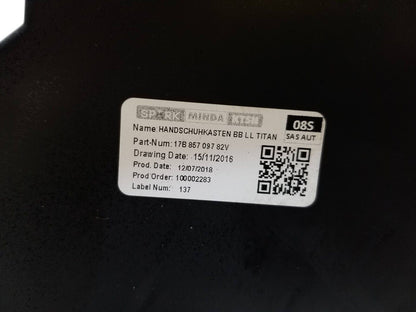 SPARK MINDA KTSN
08S
Name HANDSCHUHKASTEN BB LL TITAN
SAS AUT
Part-Num: 17B 857 097 82V
Drawing Date: 15/11/2016
Prod. Date: 12/07/2018
Prod Order: 100002283
Label Num: 137